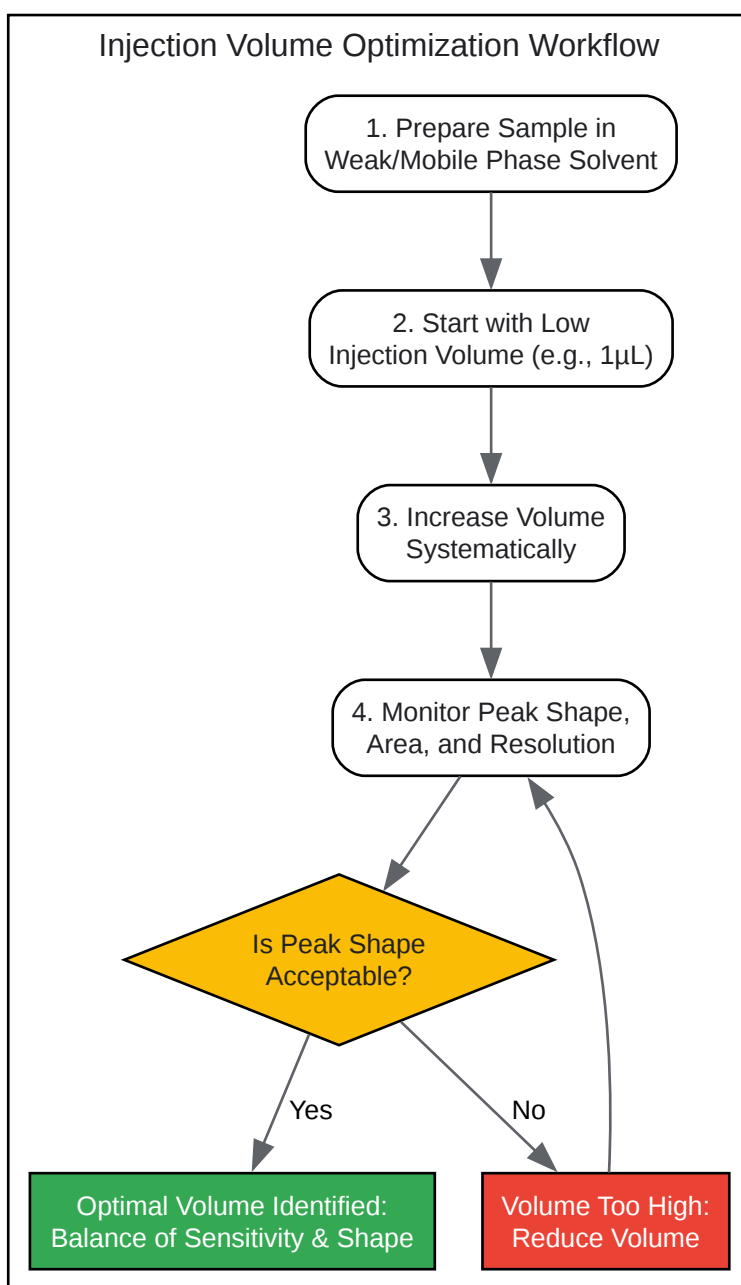 Injection Volume Optimization Workflow
1. Prepare Sample in
Weak/Mobile Phase Solvent
2. Start with Low
Injection Volume (e.g., 1µL)
3. Increase Volume
Systematically
4. Monitor Peak Shape,
Area, and Resolution
Is Peak Shape
Acceptable?
Yes
No
Optimal Volume Identified:
Balance of Sensitivity & Shape
Volume Too High:
Reduce Volume